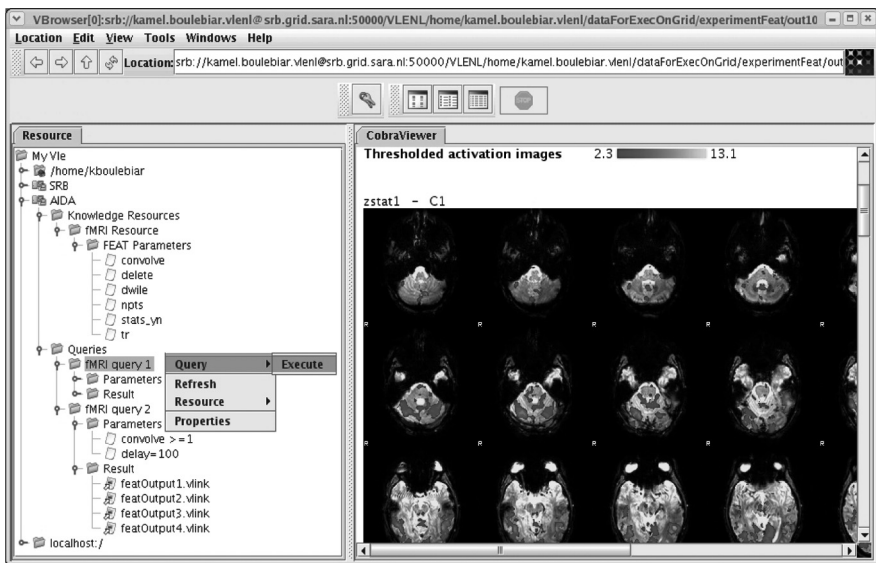 VBrowser[0]:srb://kamel.boulebiar.vlenl@srb.grid.sara.nl:50000/VLENL/home/kamel.boulebiar.vlenl/dataForExecOnGrid/experimentFeat/out10
Location Edit View Tools Windows Help
Location: srb://kamel.boulebiar.vlenl@srb.grid.sara.nl:50000/VLENL/home/kamel.boulebiar.vlenl/dataForExecOnGrid/experimentFeat/out
STOP
Resource
My Vle
/home/kboulebiar
SRB
AIDA
Knowledge Resources
fMRI Resource
FEAT Parameters
convolve
delete
dwile
npts
stats_yn
tr
Queries
fMRI query 1
Parameters
Result
fMRI query 2
Parameters
convolve >=1
delay=100
Result
featOutput1.vlink
featOutput2.vlink
featOutput3.vlink
featOutput4.vlink
localhost:/
Query
Execute
Refresh
Resource
Properties
CobraViewer
Thresholded activation images 2.3 13.1
zstat1 - C1
R R R R
R R R R